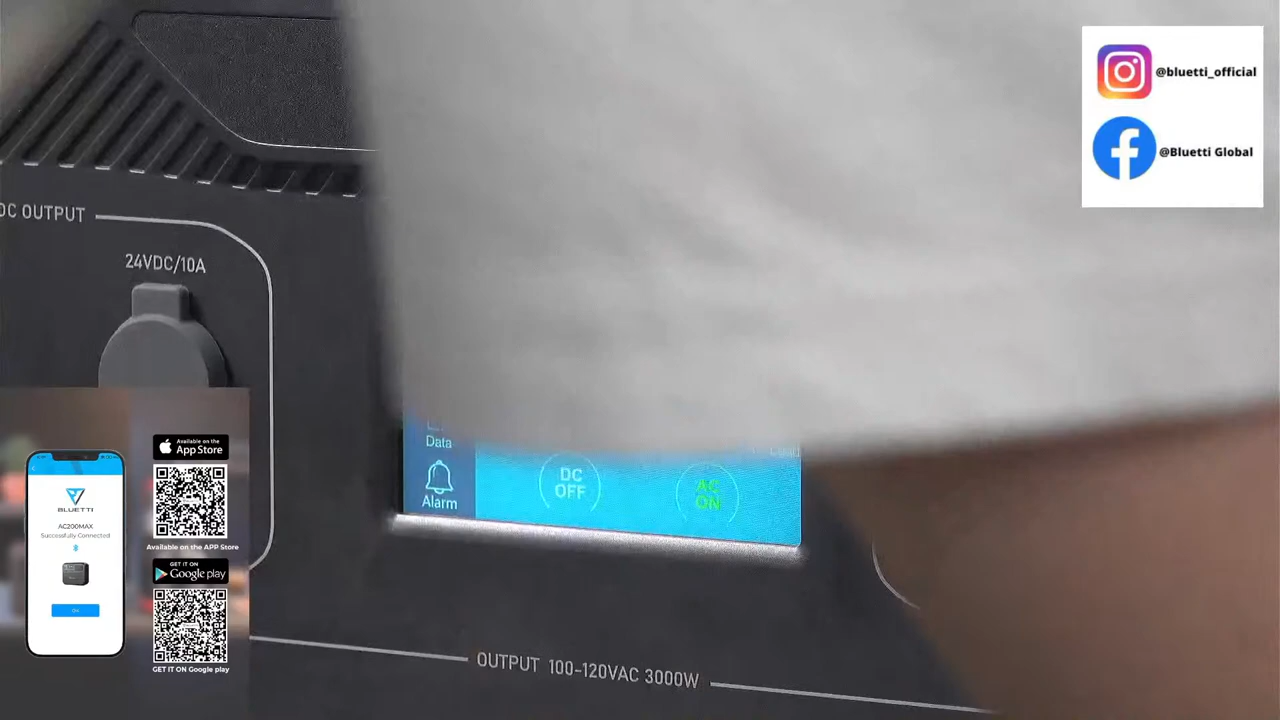 @bluetti_official
@Bluetti Global
DC OUTPUT
24VDC/10A
Data
Alarm
DC
OFF
AC
ON
OUTPUT 100-120VAC 3000W
BLUETTI
AC200MAX
Successfully Connected
OK
Available on the
App Store
Available on the APP Store
GET IT ON
Google play
GET IT ON Google play